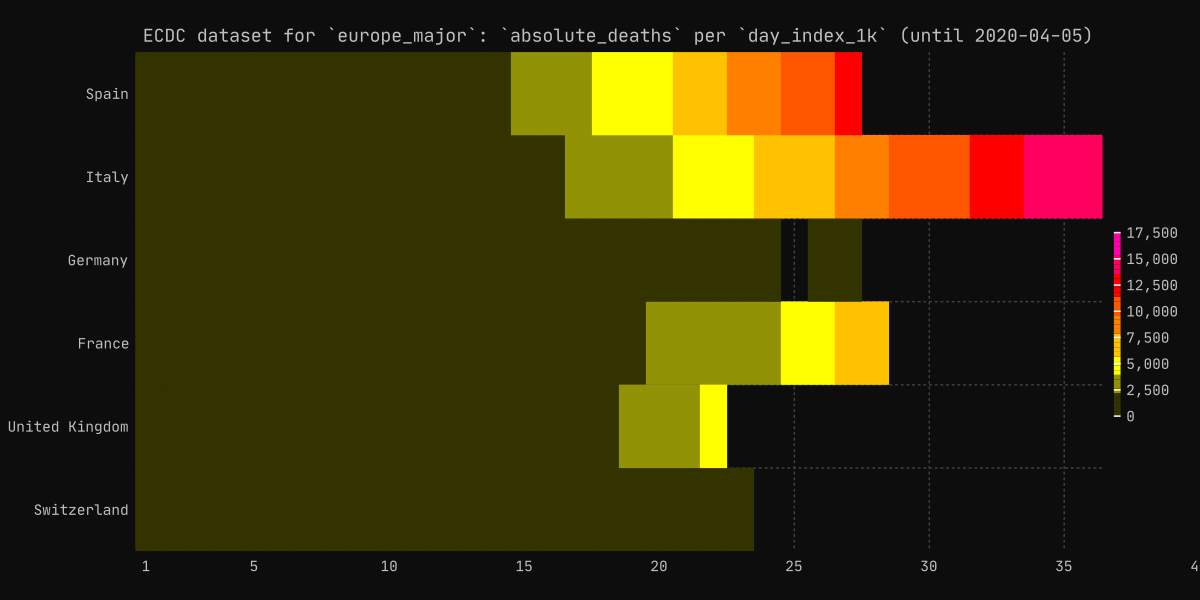 ECDC dataset for `europe_major`: `absolute_deaths` per `day_index_1k` (until 2020-04-05)
Spain
Italy
Germany
France
United Kingdom
Switzerland
17,500
15,000
12,500
10,000
7,500
5,000
2,500
0
1 5 10 15 20 25 30 35 4